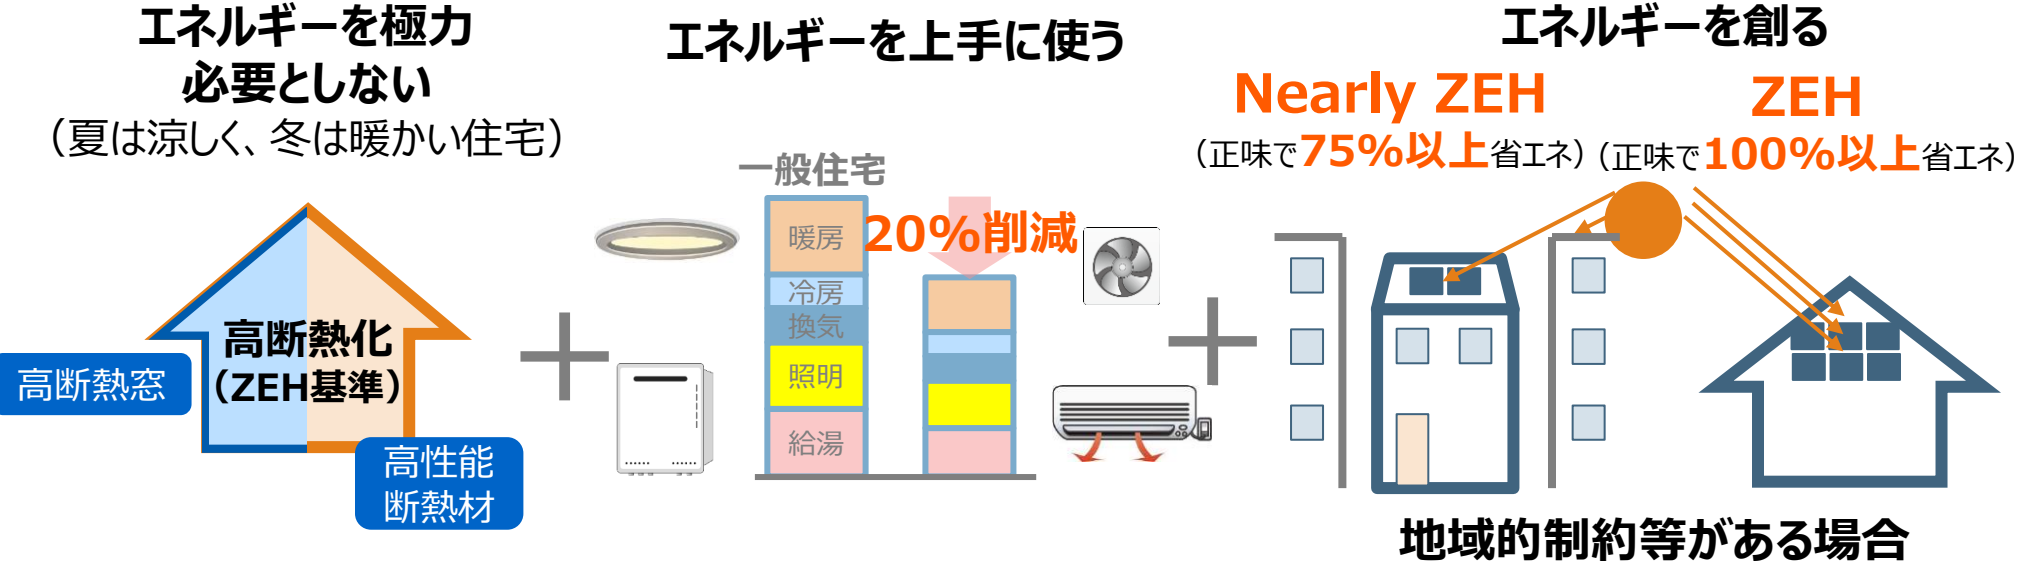 エネルギーを極力
必要としない
（夏は涼しく、冬は暖かい住宅）
高断熱化
（ZEH基準）
高断熱窓
高性能
断熱材
エネルギーを上手に使う
一般住宅
20%削減
暖房
冷房
換気
照明
給湯
エネルギーを創る
Nearly ZEH
（正味で75%以上省エネ）
ZEH
（正味で100%以上省エネ）
地域的制約等がある場合